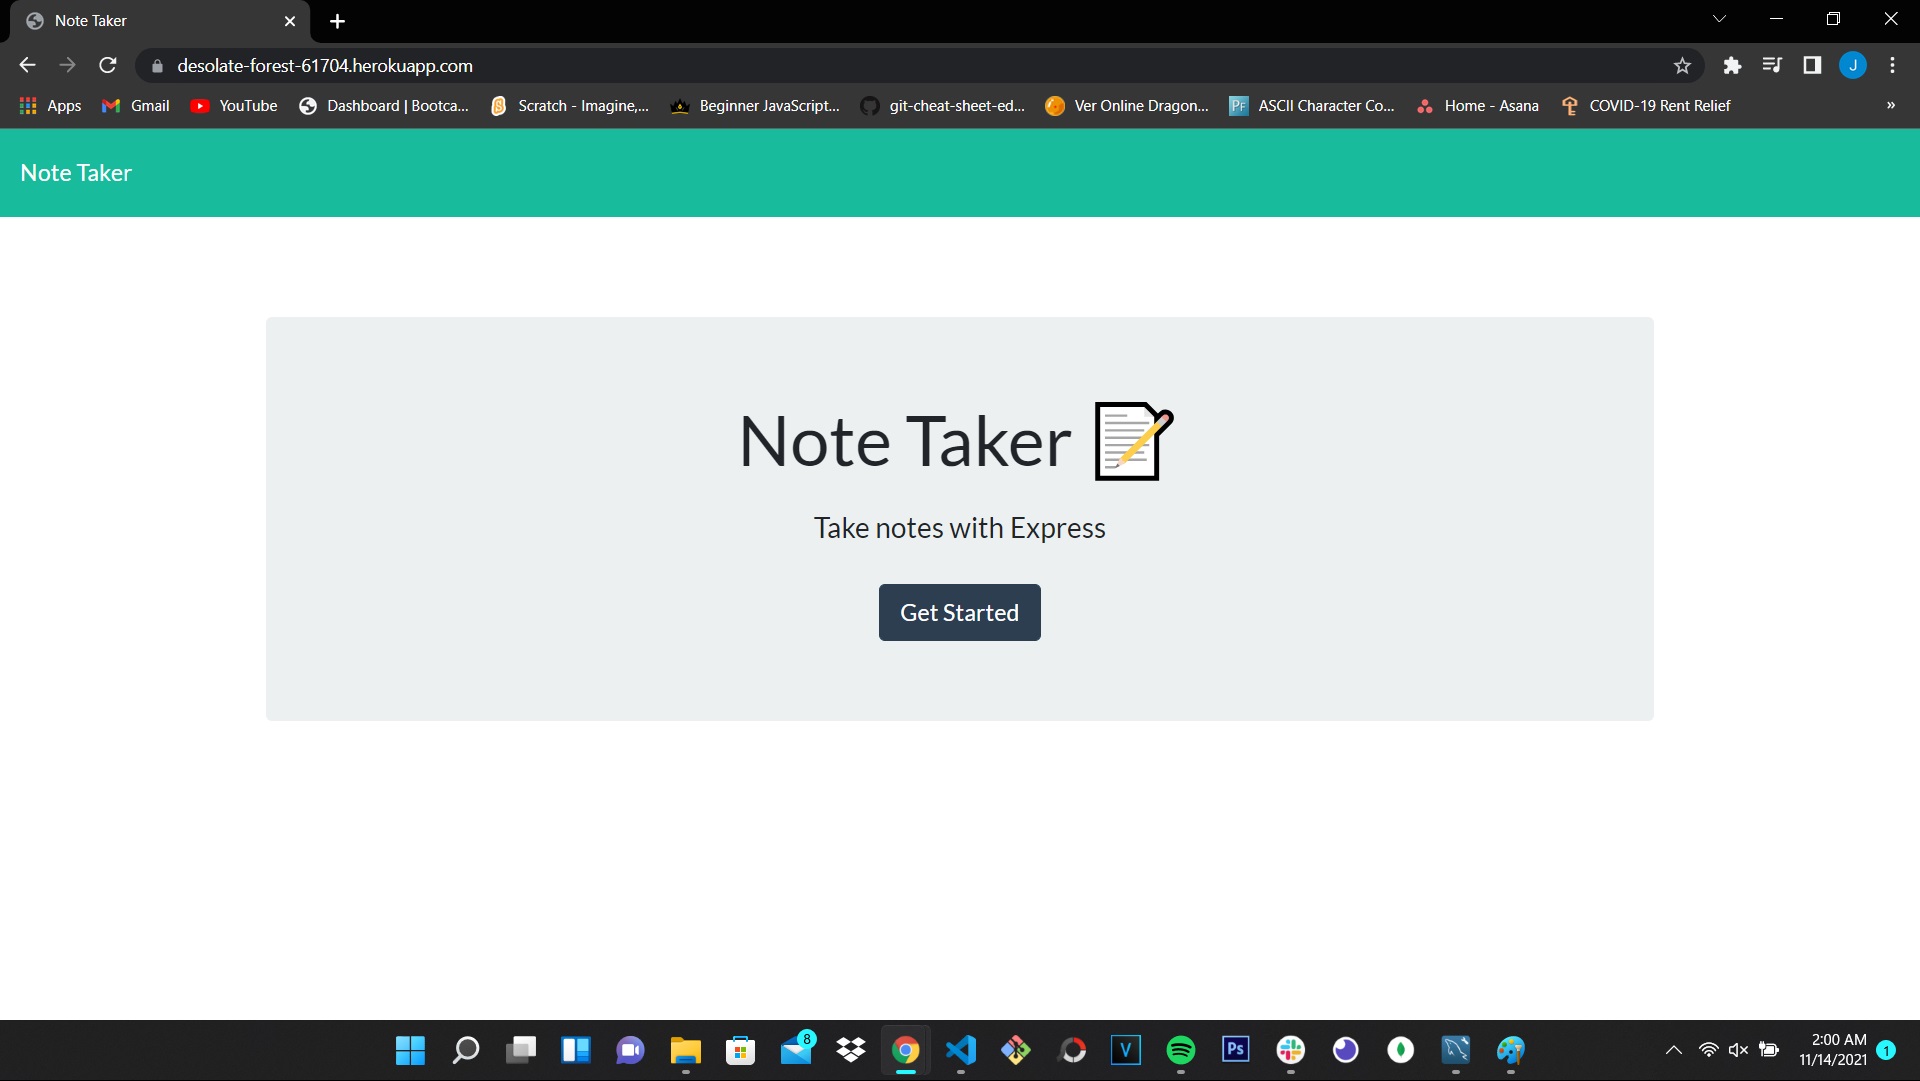 Note Taker
desolate-forest-61704.herokuapp.com
J
Apps Gmail YouTube Dashboard | Bootca... Scratch - Imagine,... Beginner JavaScript... git-cheat-sheet-ed... Ver Online Dragon... PF ASCII Character Co... Home - Asana COVID-19 Rent Relief »
Note Taker
Note Taker
Take notes with Express
Get Started
8
V
Ps
2:00 AM
11/14/2021
1